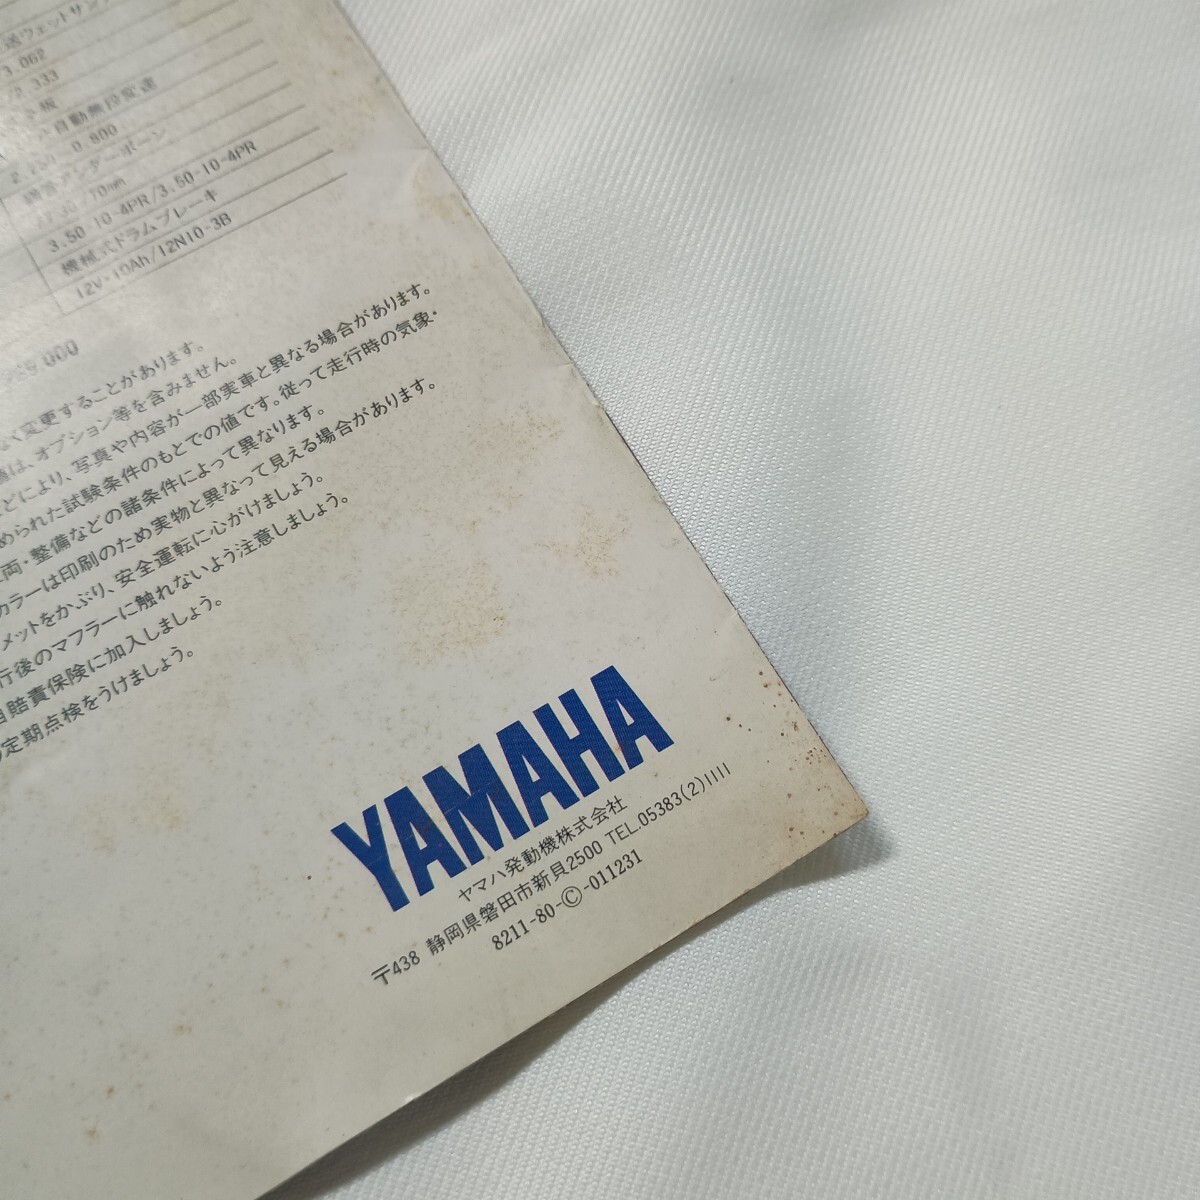 送ウェットサンプ
3.062
2.333
自動無段変速
2.250 0.800
70mm
3.50-10-4PR/3.50-10-4PR
機械式ドラムブレーキ
12V・10Ah/12N10-3B
,000
く変更することがあります。
は、オプション等を含みません。
どにより、写真や内容が一部実車と異なる場合があります。
められた試験条件のもとでの値です。従って走行時の気象・
両・整備などの諸条件によって異なります。
カラーは印刷のため実物と異なって見える場合があります。
メットをかぶり、安全運転に心がけましょう。
行後のマフラーに触れないよう注意しましょう。
自賠責保険に加入しましょう。
定期点検をうけましょう。
YAMAHA
ヤマハ発動機株式会社
〒438 静岡県磐田市新貝2500 TEL.05383(2)1111
8211-80-Ⓒ-011231